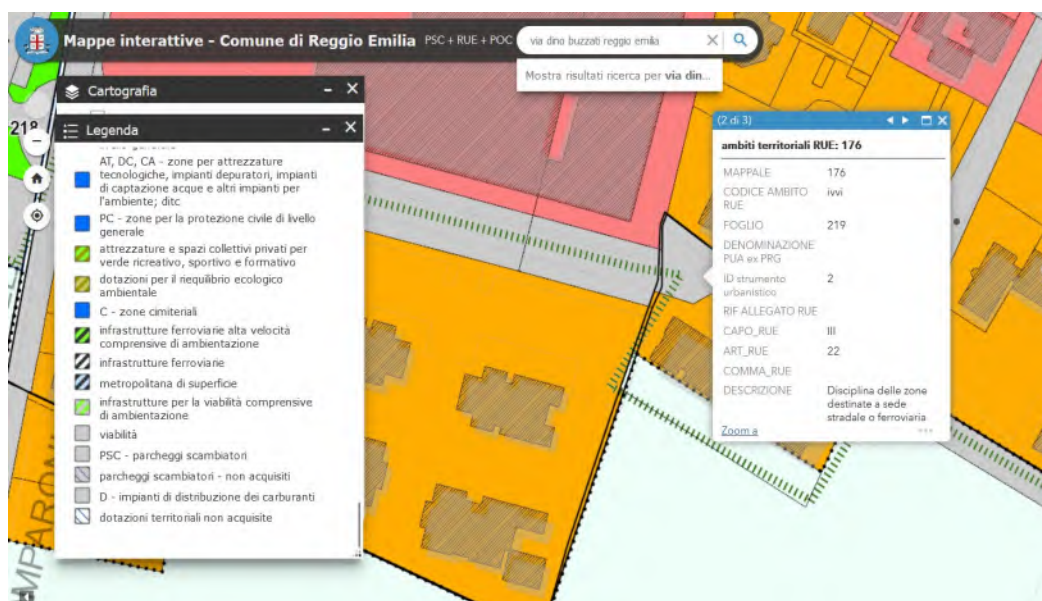 Mappe interattive - Comune di Reggio Emilia PSC + RUE + POC
via dino buzzati reggio emilia
Mostra risultati ricerca per via din...
Cartografia
218
Legenda
AT, DC, CA - zone per attrezzature
tecnologiche, impianti depuratori, impianti
di captazione acque e altri impianti per
l'ambiente; ditc
PC - zone per la protezione civile di livello
generale
attrezzature e spazi collettivi privati per
verde ricreativo, sportivo e formativo
dotazioni per il riequilibrio ecologico
ambientale
C - zone cimiteriali
infrastrutture ferroviarie alta velocità
comprensive di ambientazione
infrastrutture ferroviarie
metropolitana di superficie
infrastrutture per la viabilità comprensive
di ambientazione
viabilità
PSC - parcheggi scambiatori
parcheggi scambiatori - non acquisiti
D - impianti di distribuzione dei carburanti
dotazioni territoriali non acquisite
(2 di 3)
ambiti territoriali RUE: 176
MAPPALE 176
CODICE AMBITO ivvi
RUE
FOGLIO 219
DENOMINAZIONE
PUA ex PRG
ID strumento 2
urbanistico
RIF ALLEGATO RUE
CAPO_RUE III
ART_RUE 22
COMMA_RUE
DESCRIZIONE Disciplina delle zone
destinate a sede
stradale o ferroviaria
Zoom a